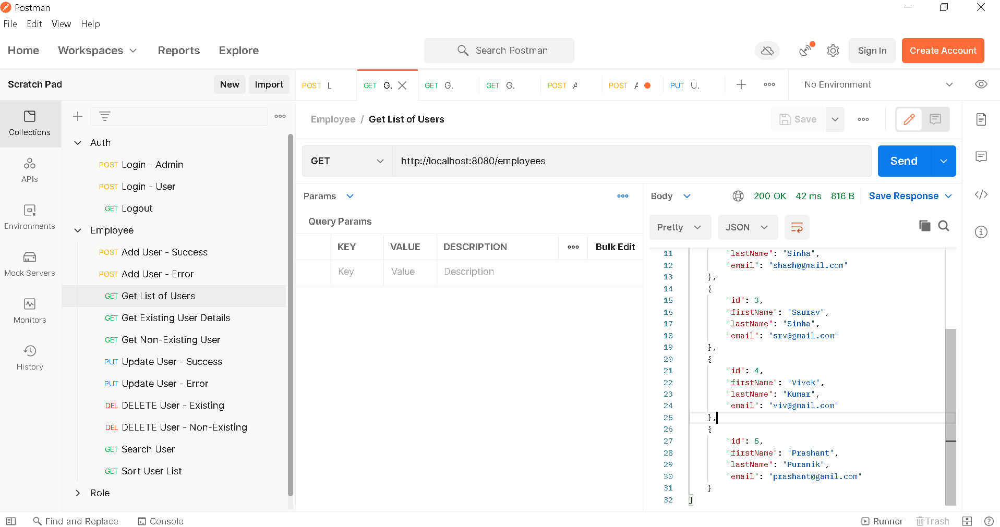 Postman
File Edit View Help
Home Workspaces Reports Explore
Search Postman
Sign In
Create Account
Scratch Pad
New
Import
POST L
GET G.
GET G.
GET G.
POST A
POST A
PUT U.
No Environment
Collections
APIs
Environments
Mock Servers
Monitors
History
Auth
POST Login - Admin
POST Login - User
GET Logout
Employee
POST Add User - Success
POST Add User - Error
GET Get List of Users
GET Get Existing User Details
GET Get Non-Existing User
PUT Update User - Success
PUT Update User - Error
DEL DELETE User - Existing
DEL DELETE User - Non-Existing
GET Search User
GET Sort User List
Role
Employee / Get List of Users
Save
GET
http://localhost:8080/employees
Send
Params
Query Params
KEY VALUE DESCRIPTION
Bulk Edit
Key Value Description
Body
200 OK 42 ms 816 B
Save Response
Pretty
JSON
11 "lastName": "Sinha",
12 "email": "shash@gmail.com"
13 },
14 {
15 "id": 3,
16 "firstName": "Saurav",
17 "lastName": "Sinha",
18 "email": "srv@gmail.com"
19 },
20 {
21 "id": 4,
22 "firstName": "Vivek",
23 "lastName": "Kumar",
24 "email": "viv@gmail.com"
25 },
26 {
27 "id": 5,
28 "firstName": "Prashant",
29 "lastName": "Puranik",
30 "email": "prashant@gamil.com"
31 }
32 ]
Find and Replace
Console
Runner
Trash